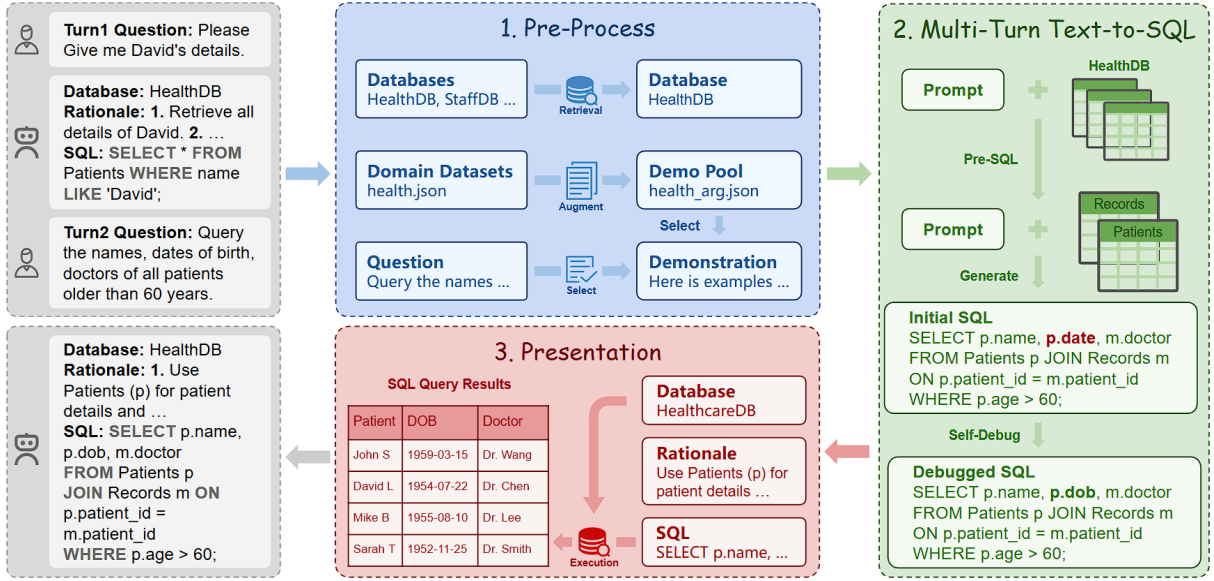 Turn1 Question: Please
Give me David's details.
Database: HealthDB
Rationale: 1. Retrieve all
details of David. 2. ...
SQL: SELECT * FROM
Patients WHERE name
LIKE 'David';
Turn2 Question: Query
the names, dates of birth,
doctors of all patients
older than 60 years.
1. Pre-Process
Databases
HealthDB, StaffDB ...
Retrieval
Database
HealthDB
Domain Datasets
health.json
Augment
Demo Pool
health_arg.json
Select
Question
Query the names ...
Select
Demonstration
Here is examples ...
2. Multi-Turn Text-to-SQL
HealthDB
Prompt
Pre-SQL
Records
Patients
Prompt
Generate
Initial SQL
SELECT p.name, p.date, m.doctor
FROM Patients p JOIN Records m
ON p.patient_id = m.patient_id
WHERE p.age > 60;
Self-Debug
Debugged SQL
SELECT p.name, p.dob, m.doctor
FROM Patients p JOIN Records m
ON p.patient_id = m.patient_id
WHERE p.age > 60;
3. Presentation
SQL Query Results
Patient DOB Doctor
John S 1959-03-15 Dr. Wang
David L 1954-07-22 Dr. Chen
Mike B 1955-08-10 Dr. Lee
Sarah T 1952-11-25 Dr. Smith
Database
HealthcareDB
Rationale
Use Patients (p) for
patient details ...
SQL
SELECT p.name, ...
Execution
Database: HealthDB
Rationale: 1. Use
Patients (p) for patient
details and ...
SQL: SELECT p.name,
p.dob, m.doctor
FROM Patients p
JOIN Records m ON
p.patient_id =
m.patient_id
WHERE p.age > 60;